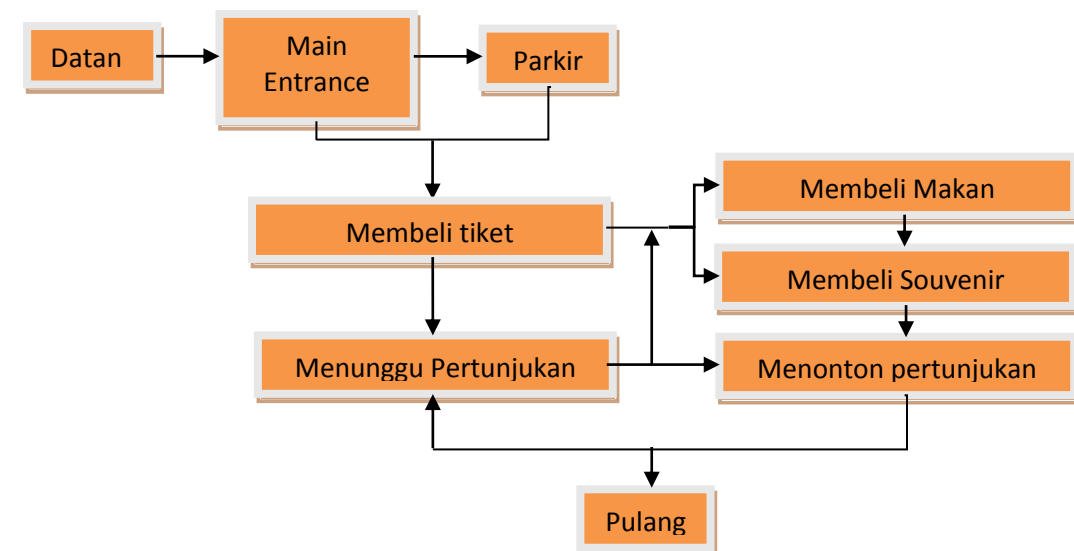 Datan
Main
Entrance
Parkir
Membeli tiket
Membeli Makan
Membeli Souvenir
Menunggu Pertunjukan
Menonton pertunjukan
Pulang